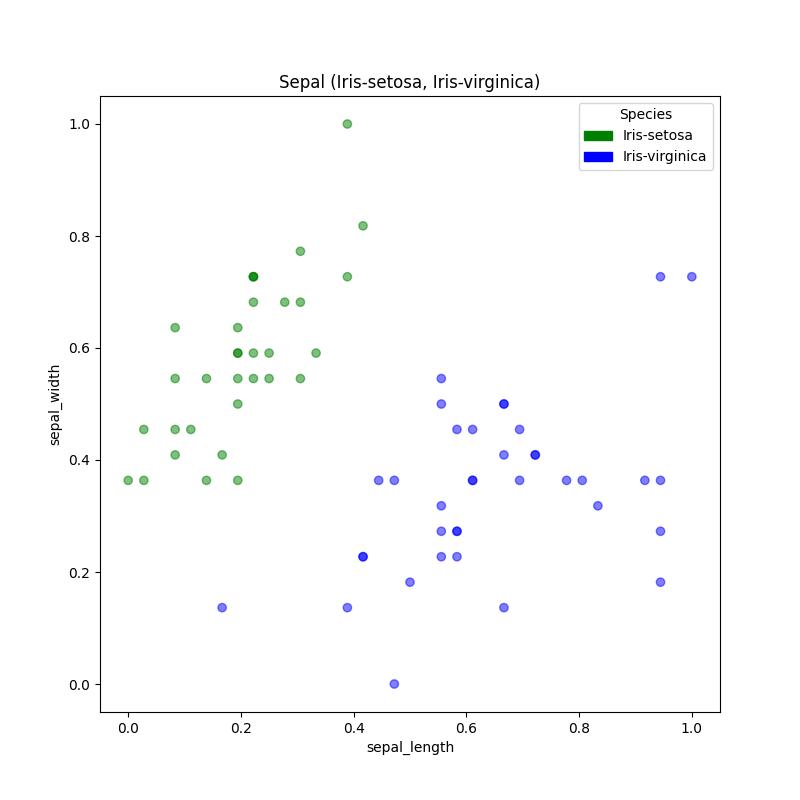 Sepal (Iris-setosa, Iris-virginica)
Species
Iris-setosa
Iris-virginica
1.0
0.8
0.6
0.4
0.2
0.0
sepal_width
0.0 0.2 0.4 0.6 0.8 1.0
sepal_length